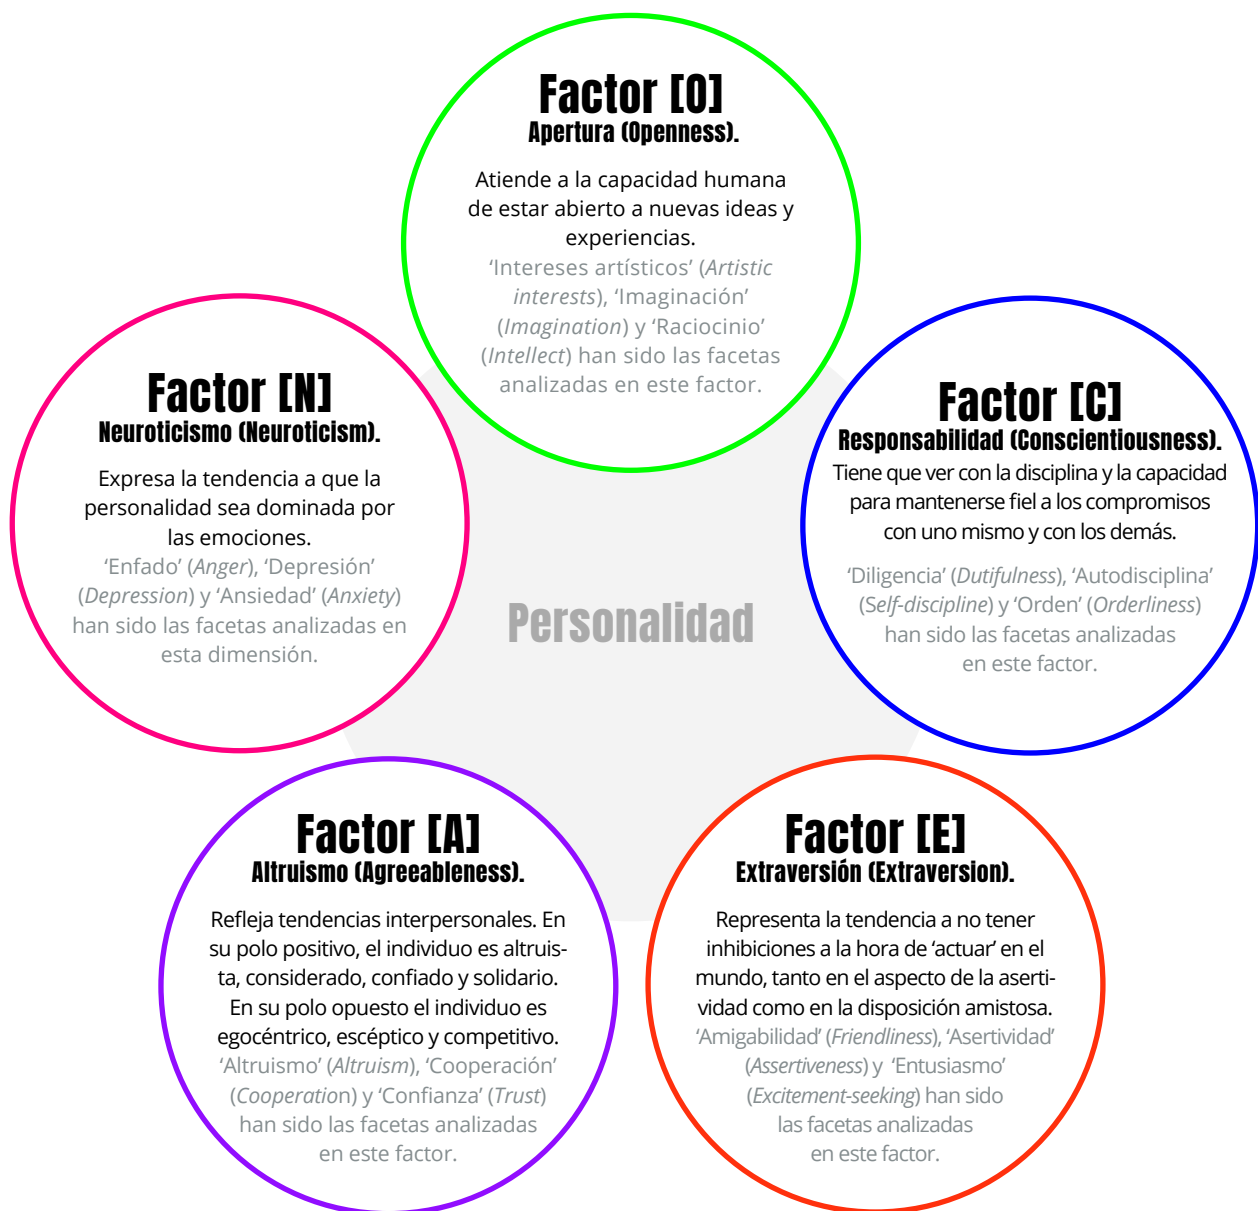 Factor [O]
Apertura (Openness).
Atiende a la capacidad humana
de estar abierto a nuevas ideas y
experiencias.
‘Intereses artísticos’ (Artistic
interests), ‘Imaginación’
(Imagination) y ‘Raciocinio’
(Intellect) han sido las facetas
analizadas en este factor.
Factor [N]
Neuroticismo (Neuroticism).
Expresa la tendencia a que la
personalidad sea dominada por
las emociones.
‘Enfado’ (Anger), ‘Depresión’
(Depression) y ‘Ansiedad’ (Anxiety)
han sido las facetas analizadas en
esta dimensión.
Factor [C]
Responsabilidad (Conscientiousness).
Tiene que ver con la disciplina y la capacidad
para mantenerse fiel a los compromisos
con uno mismo y con los demás.
‘Diligencia’ (Dutifulness), ‘Autodisciplina’
(Self-discipline) y ‘Orden’ (Orderliness)
han sido las facetas analizadas
en este factor.
Personalidad
Factor [A]
Altruismo (Agreeableness).
Refleja tendencias interpersonales. En
su polo positivo, el individuo es altruis-
ta, considerado, confiado y solidario.
En su polo opuesto el individuo es
egocéntrico, escéptico y competitivo.
‘Altruismo’ (Altruism), ‘Cooperación’
(Cooperation) y ‘Confianza’ (Trust)
han sido las facetas analizadas
en este factor.
Factor [E]
Extraversión (Extraversion).
Representa la tendencia a no tener
inhibiciones a la hora de ‘actuar’ en el
mundo, tanto en el aspecto de la aserti-
vidad como en la disposición amistosa.
‘Amigabilidad’ (Friendliness), ‘Asertividad’
(Assertiveness) y ‘Entusiasmo’
(Excitement-seeking) han sido
las facetas analizadas
en este factor.